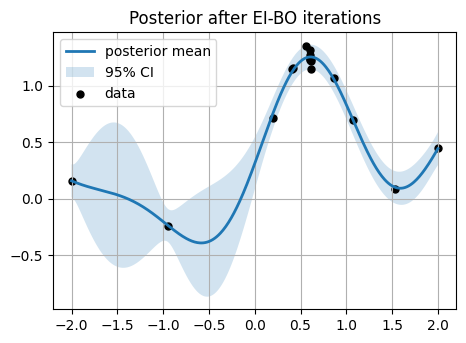 Posterior after EI-BO iterations
posterior mean
95% CI
data
1.0
0.5
0.0
−0.5
−2.0 −1.5 −1.0 −0.5 0.0 0.5 1.0 1.5 2.0